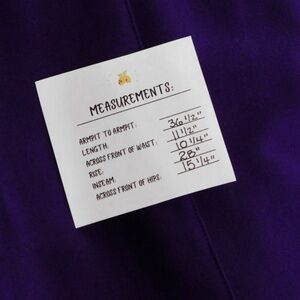 MEASUREMENTS:
ARMPIT TO ARMPIT: 36 1/2"
LENGTH: 11 1/2"
ACROSS FRONT OF WAIST: 10 1/4"
RISE: 28"
INSEAM: 15 1/4"
ACROSS FRONT OF HIPS: